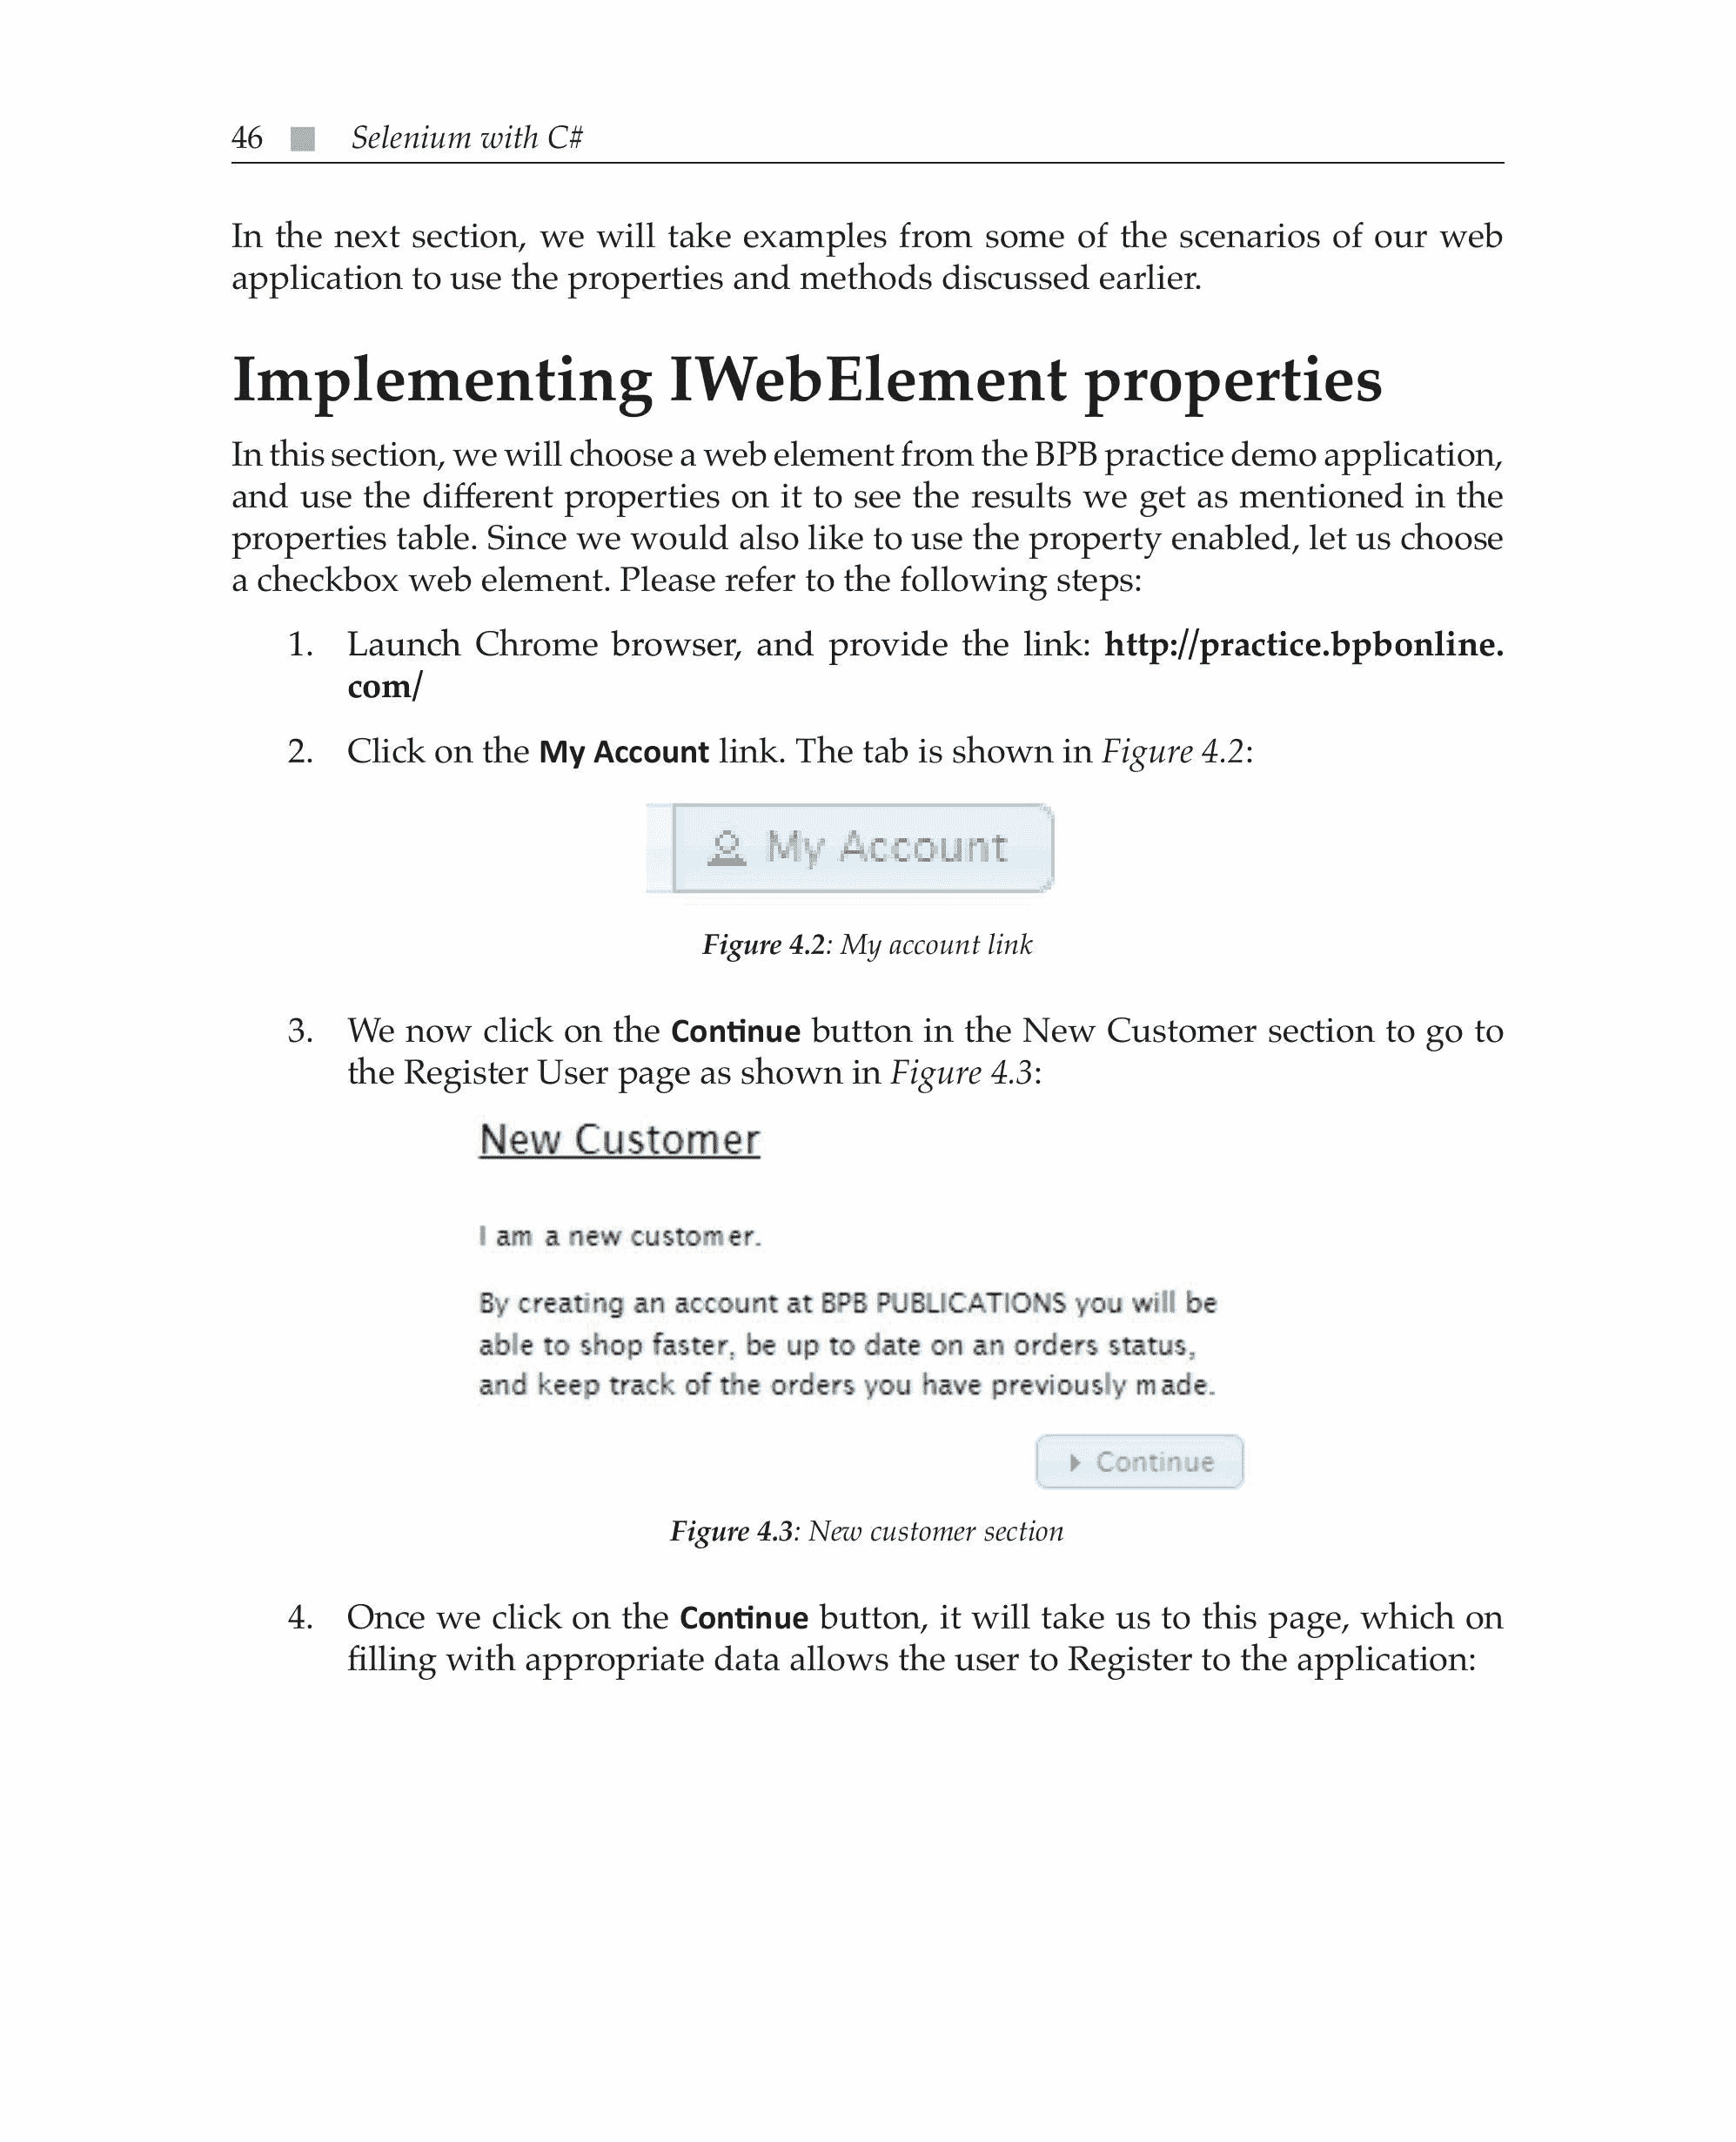 46 Selenium with C#
In the next section, we will take examples from some of the scenarios of our web
application to use the properties and methods discussed earlier.
Implementing IWebElement properties
In this section, we will choose a web element from the BPB practice demo application,
and use the different properties on it to see the results we get as mentioned in the
properties table. Since we would also like to use the property enabled, let us choose
a checkbox web element. Please refer to the following steps:
1. Launch Chrome browser, and provide the link: http://practice.bpbonline.
com/
2. Click on the My Account link. The tab is shown in Figure 4.2:
My Account
Figure 4.2: My account link
3. We now click on the Continue button in the New Customer section to go to
the Register User page as shown in Figure 4.3:
New Customer
I am a new customer.
By creating an account at BPB PUBLICATIONS you will be
able to shop faster, be up to date on an orders status,
and keep track of the orders you have previously made.
Continue
Figure 4.3: New customer section
4. Once we click on the Continue button, it will take us to this page, which on
filling with appropriate data allows the user to Register to the application: